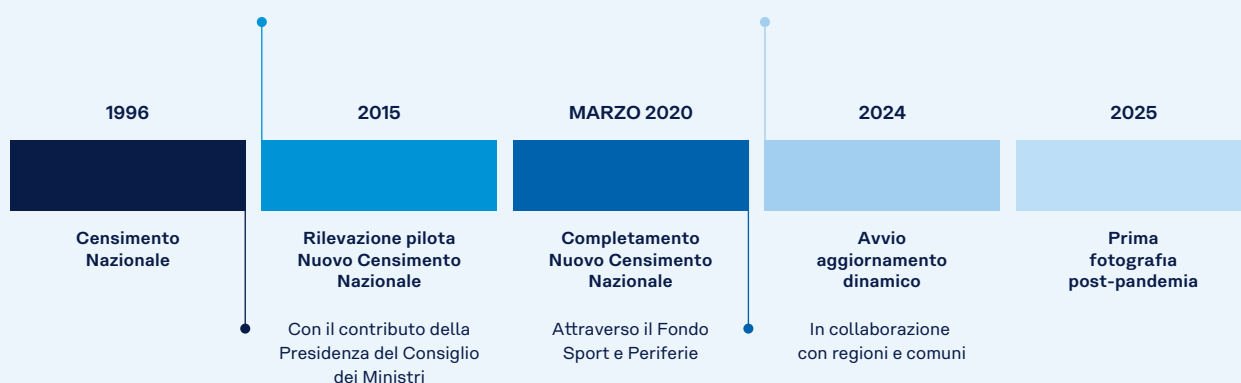 1996
Censimento
Nazionale
2015
Rilevazione pilota
Nuovo Censimento
Nazionale
Con il contributo della
Presidenza del Consiglio
dei Ministri
MARZO 2020
Completamento
Nuovo Censimento
Nazionale
Attraverso il Fondo
Sport e Periferie
2024
Avvio
aggiornamento
dinamico
In collaborazione
con regioni e comuni
2025
Prima
fotografia
post-pandemia